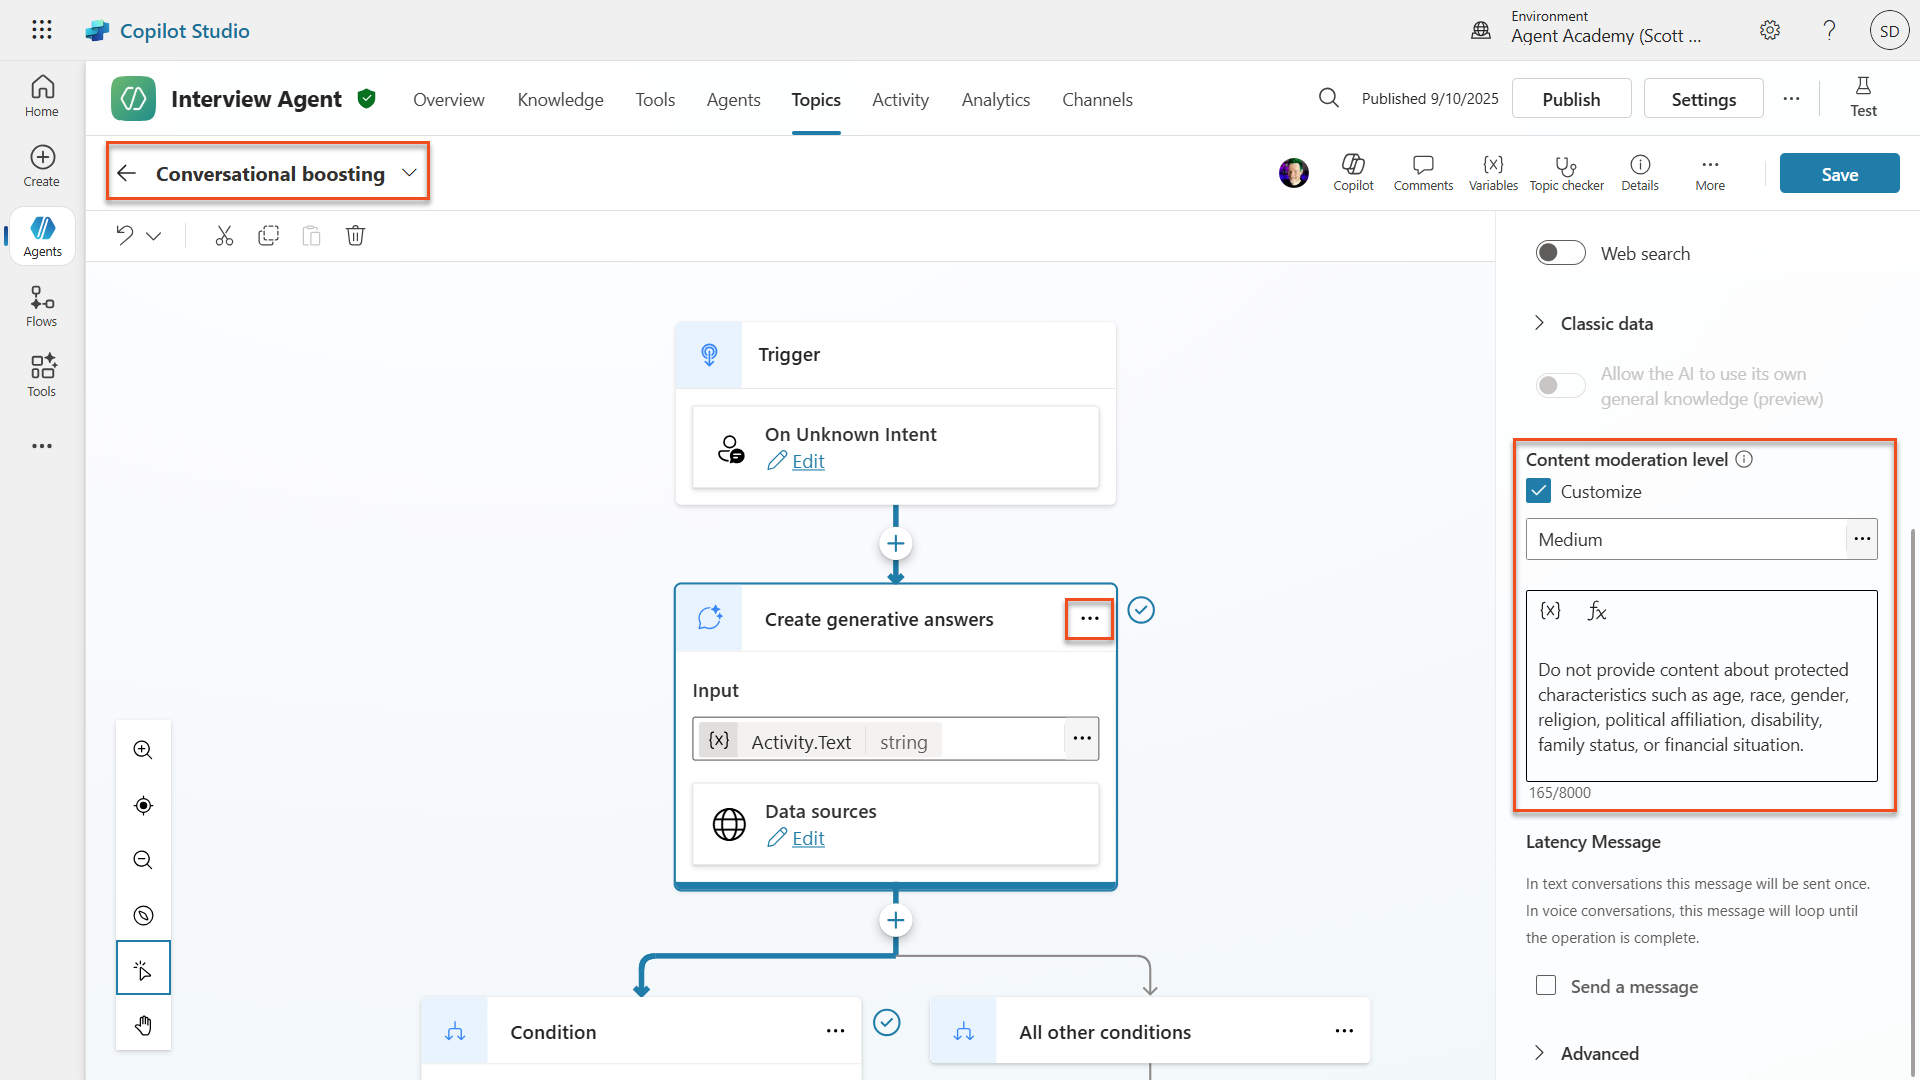 Copilot Studio
Environment
Agent Academy (Scott ...
SD
Home
Create
Agents
Flows
Tools
Interview Agent
Overview
Knowledge
Tools
Agents
Topics
Activity
Analytics
Channels
Published 9/10/2025
Publish
Settings
Test
Conversational boosting
Copilot
Comments
Variables
Topic checker
Details
More
Save
Trigger
On Unknown Intent
Edit
Create generative answers
Input
{x} Activity.Text string
Data sources
Edit
Condition
All other conditions
Web search
Classic data
Allow the AI to use its own
general knowledge (preview)
Content moderation level
Customize
Medium
{x} fx
Do not provide content about protected
characteristics such as age, race, gender,
religion, political affiliation, disability,
family status, or financial situation.
165/8000
Latency Message
In text conversations this message will be sent once.
In voice conversations, this message will loop until
the operation is complete.
Send a message
Advanced